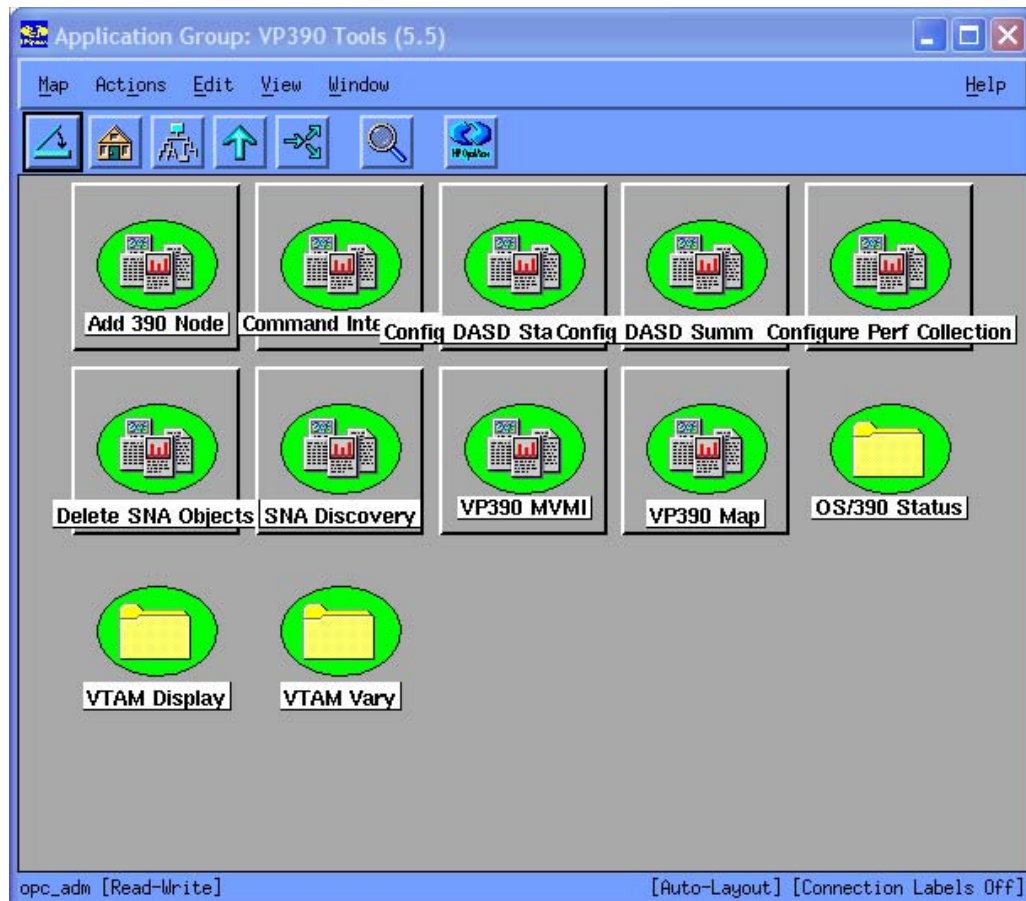 Application Group: VP390 Tools (5.5)
Map Actions Edit View Window Help
HP OpenView
Add 390 Node
Command Inte
Config DASD Sta
Config DASD Summ
Configure Perf Collection
Delete SNA Objects
SNA Discovery
VP390 MVMI
VP390 Map
OS/390 Status
VTAM Display
VTAM Vary
opc_adm [Read-Write] [Auto-Layout] [Connection Labels Off]